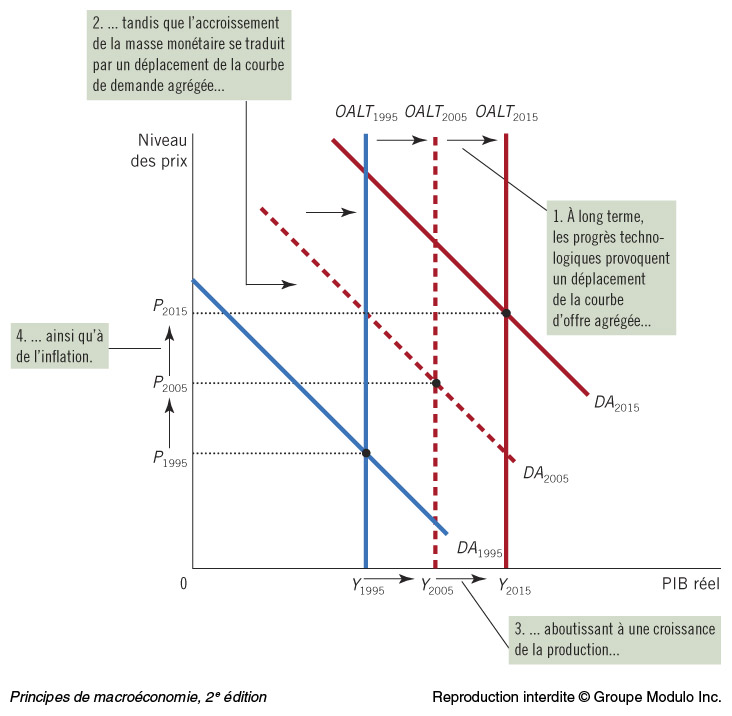 2. ... tandis que l'accroissement
de la masse monétaire se traduit
par un déplacement de la courbe
de demande agrégée...
OALT1995 OALT2005 OALT2015
Niveau
des prix
1. À long terme,
les progrès techno-
logiques provoquent
un déplacement
de la courbe
d'offre agrégée...
P2015
4. ... ainsi qu'à
de l'inflation.
P2005
DA2015
P1995
DA2005
DA1995
0 Y1995 Y2005 Y2015 PIB réel
3. ... aboutissant à une croissance
de la production...
Principes de macroéconomie, 2e édition Reproduction interdite © Groupe Modulo Inc.